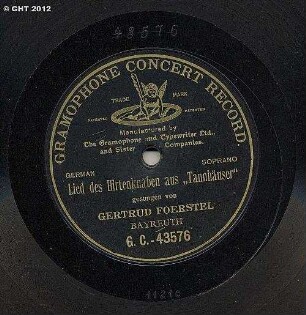 © CHT 2012
43576
GRAMOPHONE CONCERT RECORD.
TRADE MARK
Manufactured by
The Gramophone and Typewriter Ltd.,
and Sister Companies.
GERMAN SOPRANO
Lied des Hirtenknaben aus „Tannhäuser“
gesungen von
GERTRUD FOERSTEL
BAYREUTH
G. C.-43576